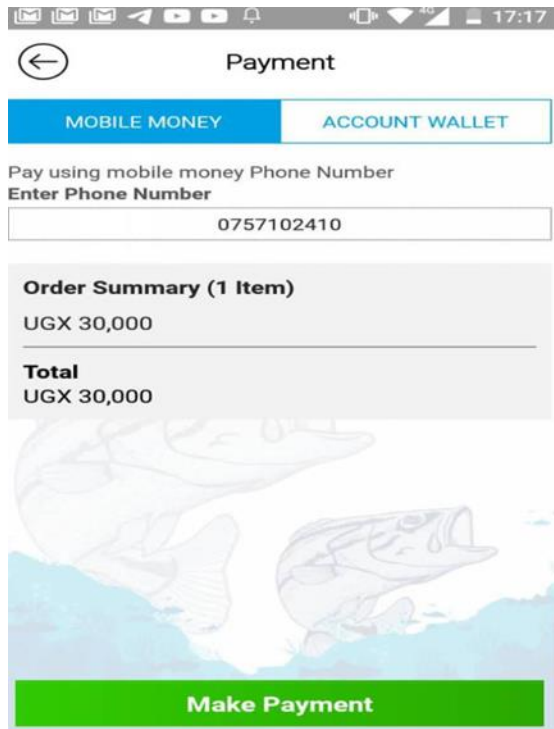 4G 17:17
Payment
MOBILE MONEY ACCOUNT WALLET
Pay using mobile money Phone Number
Enter Phone Number
0757102410
Order Summary (1 Item)
UGX 30,000
Total
UGX 30,000
Make Payment